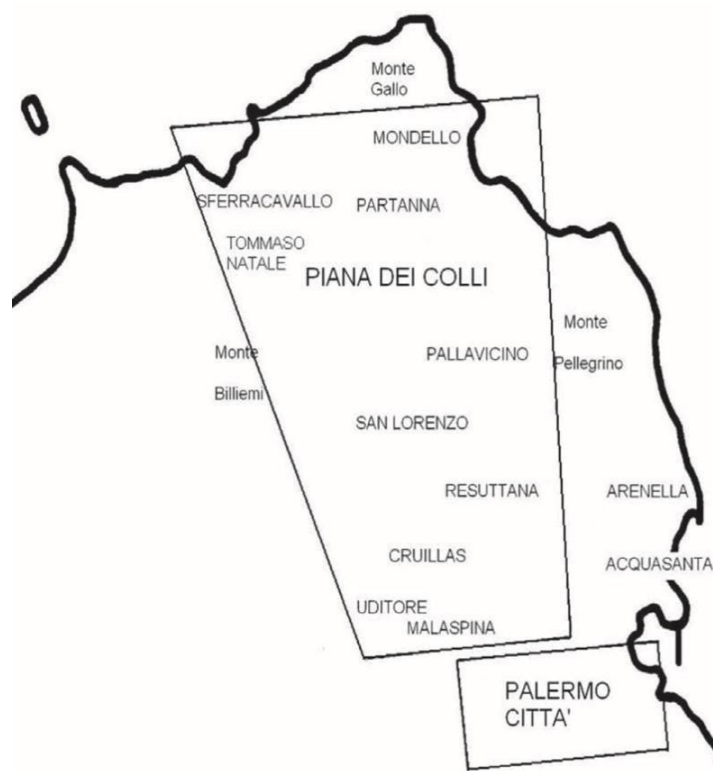 Monte
Gallo
MONDELLO
SFERRACAVALLO
PARTANNA
TOMMASO
NATALE
PIANA DEI COLLI
Monte
Pellegrino
Monte
Billiemi
PALLAVICINO
SAN LORENZO
RESUTTANA
ARENELLA
CRUILLAS
ACQUASANTA
UDITORE
MALASPINA
PALERMO
CITTA'